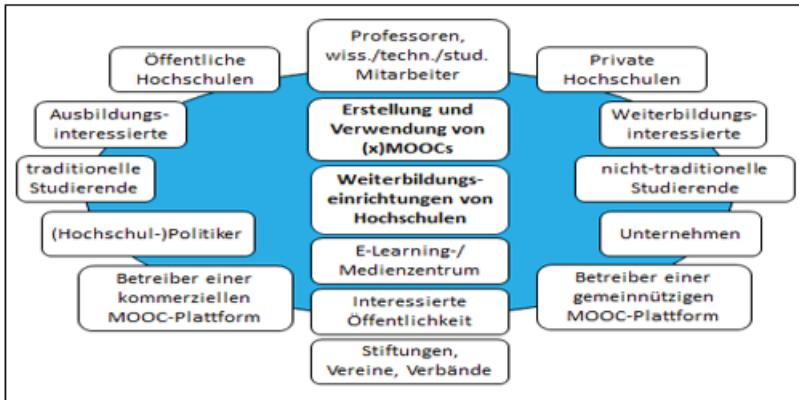 Professoren,
wiss./techn./stud.
Mitarbeiter
Öffentliche
Hochschulen
Private
Hochschulen
Ausbildungs-
interessierte
Erstellung und
Verwendung von
(x)MOOCs
Weiterbildungs-
interessierte
traditionelle
Studierende
Weiterbildungs-
einrichtungen von
Hochschulen
nicht-traditionelle
Studierende
(Hochschul-)Politiker
E-Learning-/
Medienzentrum
Unternehmen
Betreiber einer
kommerziellen
MOOC-Plattform
Interessierte
Öffentlichkeit
Betreiber einer
gemeinnützigen
MOOC-Plattform
Stiftungen,
Vereine, Verbände